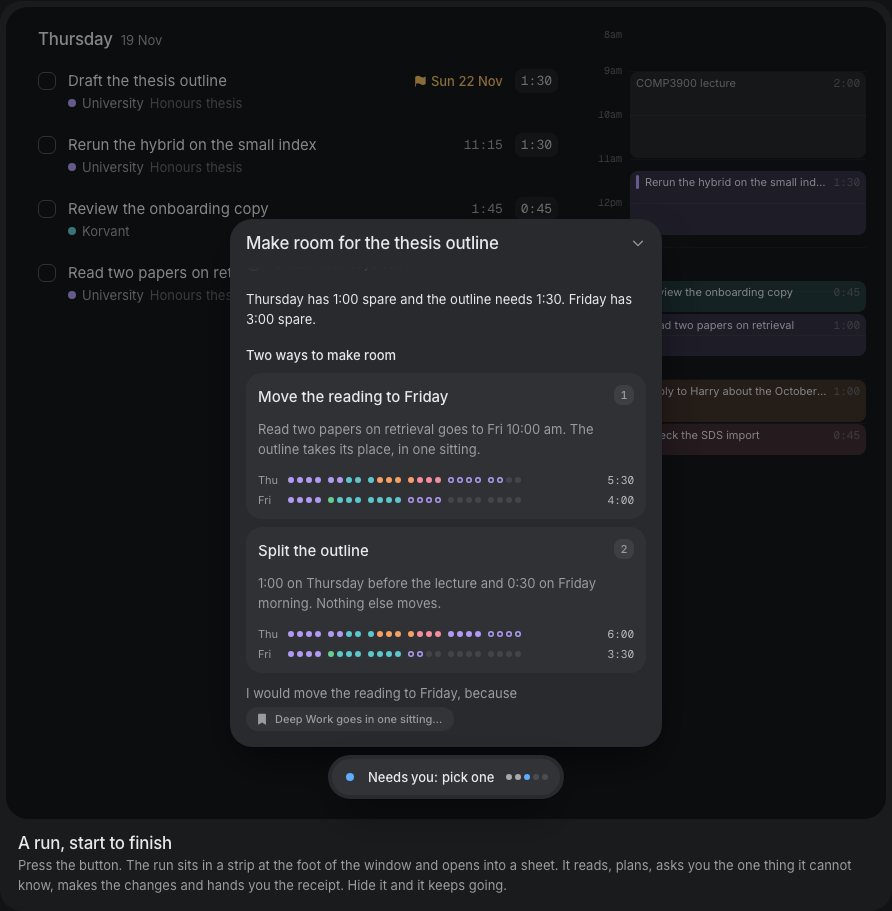 Thursday 19 Nov
Draft the thesis outline
Sun 22 Nov
1:30
University Honours thesis
Rerun the hybrid on the small index
11:15
1:30
University Honours thesis
Review the onboarding copy
1:45
0:45
Korvant
Read two papers on ret
University Honours thes
8am
9am
COMP3900 lecture 2:00
10am
11am
Rerun the hybrid on the small ind... 1:30
12pm
view the onboarding copy 0:45
ad two papers on retrieval 1:00
ply to Harry about the October... 1:00
eck the SDS import 0:45
Make room for the thesis outline
Thursday has 1:00 spare and the outline needs 1:30. Friday has
3:00 spare.
Two ways to make room
Move the reading to Friday
1
Read two papers on retrieval goes to Fri 10:00 am. The
outline takes its place, in one sitting.
Thu 5:30
Fri 4:00
Split the outline
2
1:00 on Thursday before the lecture and 0:30 on Friday
morning. Nothing else moves.
Thu 6:00
Fri 3:30
I would move the reading to Friday, because
Deep Work goes in one sitting...
Needs you: pick one
A run, start to finish
Press the button. The run sits in a strip at the foot of the window and opens into a sheet. It reads, plans, asks you the one thing it cannot
know, makes the changes and hands you the receipt. Hide it and it keeps going.